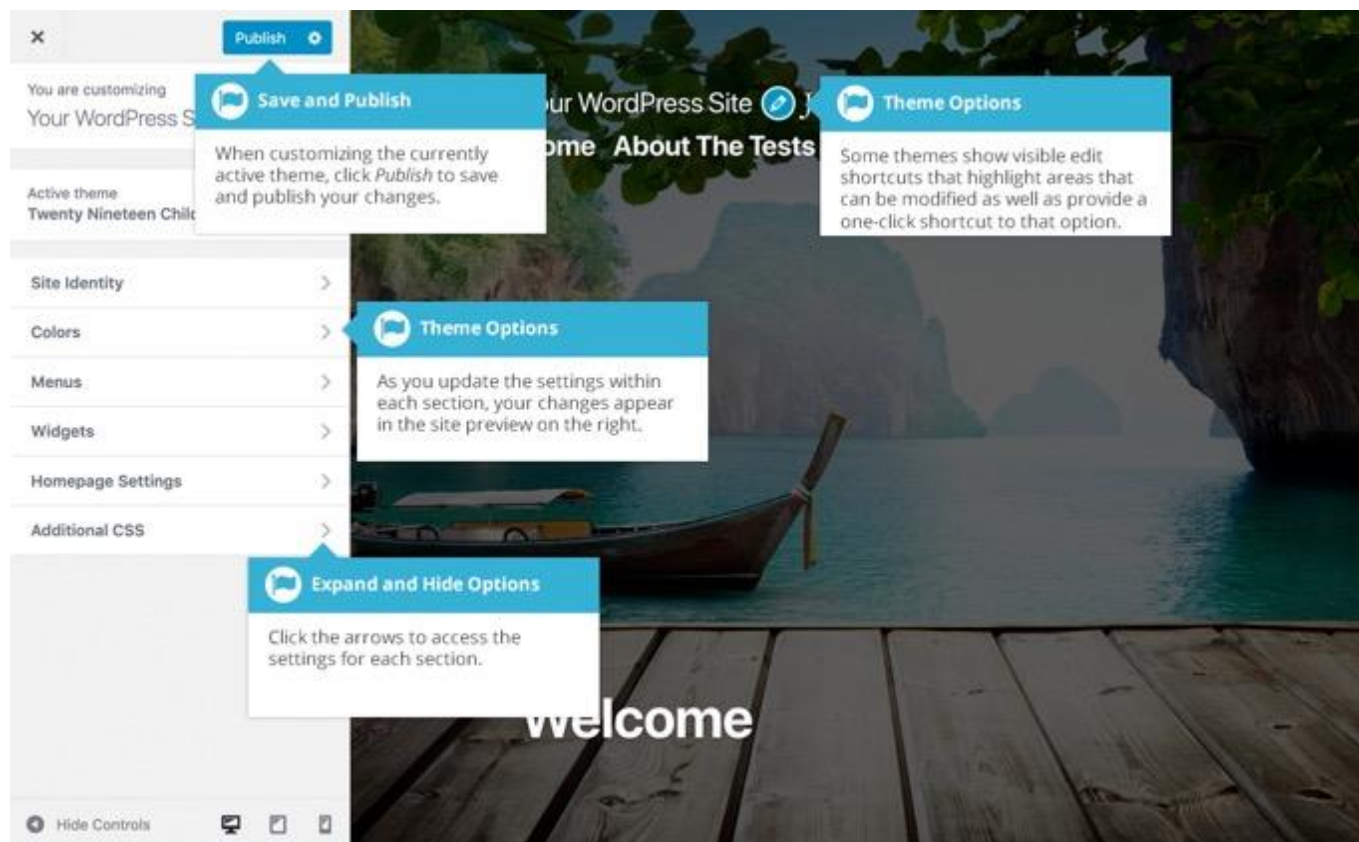 Publish
You are customizing
Your WordPress S
Active theme
Twenty Nineteen Chil
Save and Publish
When customizing the currently
active theme, click Publish to save
and publish your changes.
ur WordPress Site
ome About The Tests
Theme Options
Some themes show visible edit
shortcuts that highlight areas that
can be modified as well as provide a
one-click shortcut to that option.
Site Identity
Colors
Menus
Widgets
Homepage Settings
Additional CSS
Theme Options
As you update the settings within
each section, your changes appear
in the site preview on the right.
Expand and Hide Options
Click the arrows to access the
settings for each section.
Welcome
Hide Controls